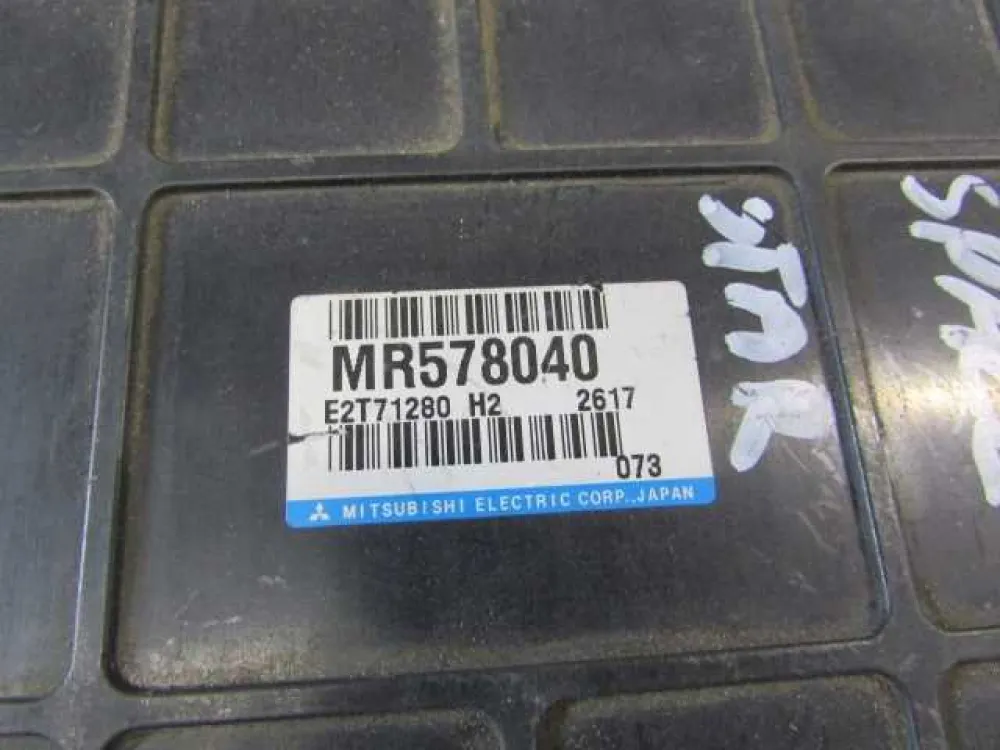 MR578040
E2T71280 H2 2617
073
MITSUBISHI ELECTRIC CORP., JAPAN